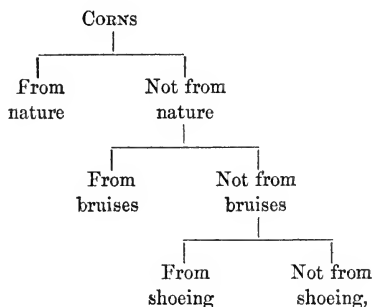 CORNS
From nature
Not from nature
From bruises
Not from bruises
From shoeing
Not from shoeing,